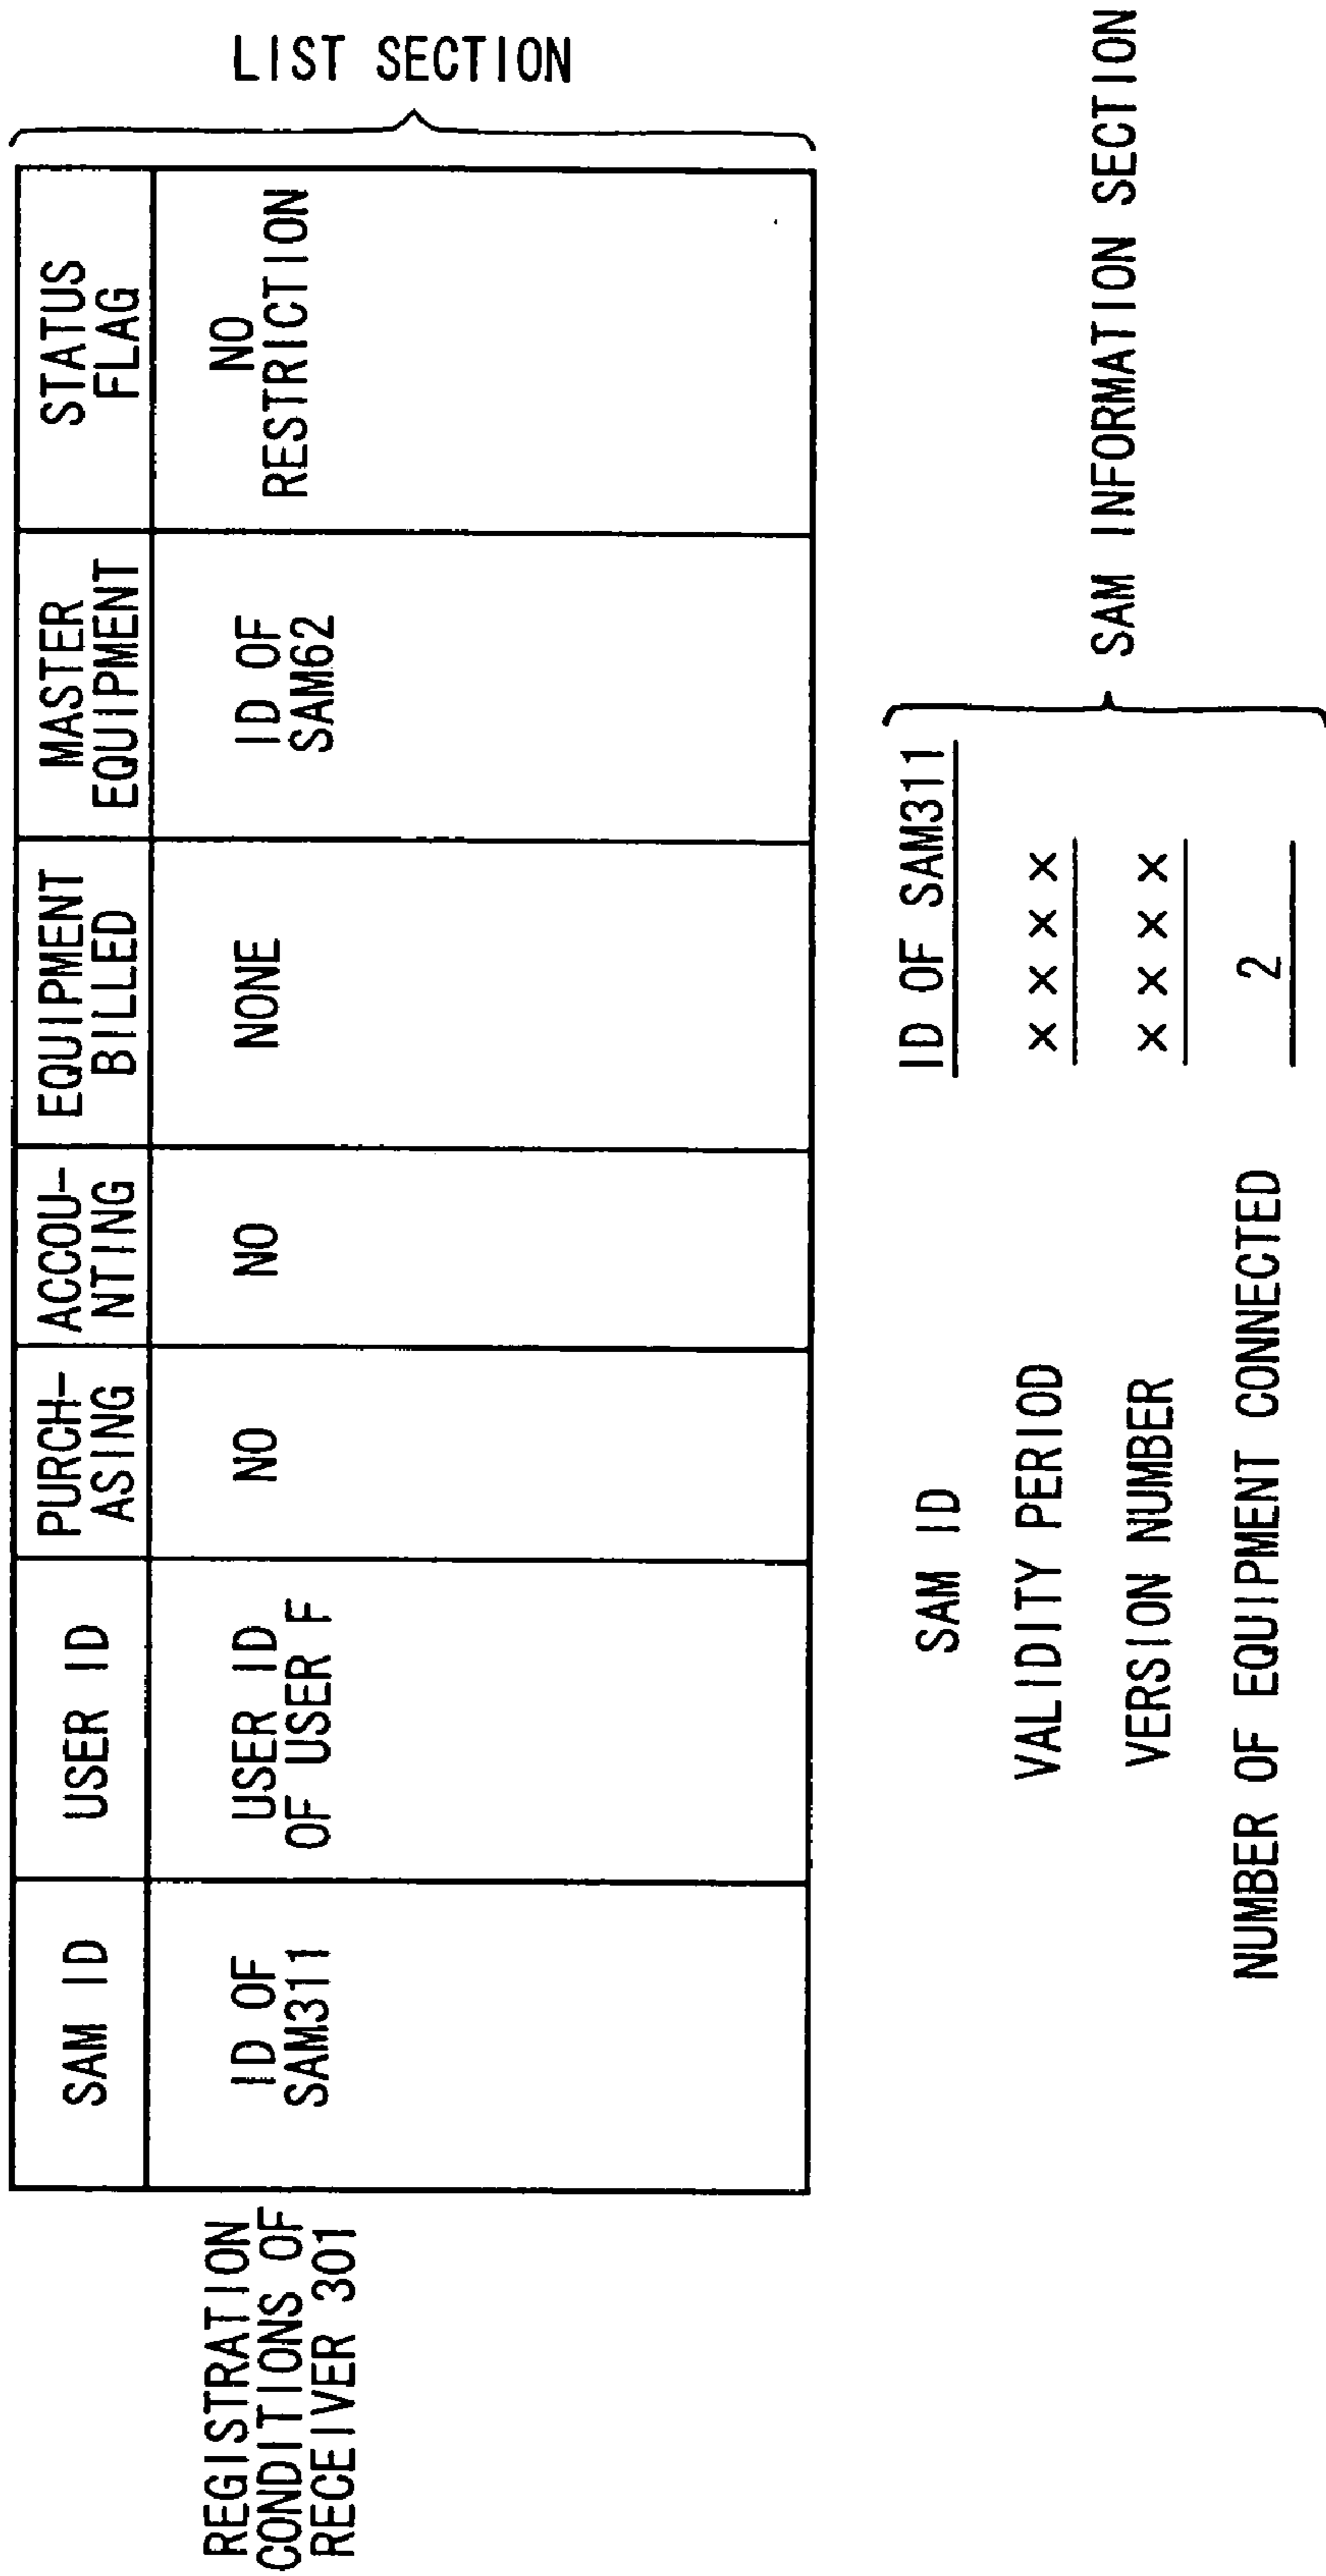 SAM ID
USER ID
PURCH-
ASING
ACCOU-
NTING
EQUIPMENT
BILLED
MASTER
EQUIPMENT
STATUS
FLAG
REGISTRATION
CONDITIONS OF
RECEIVER 301
ID OF
SAM311
USER ID
OF USER F
NO
NO
NONE
ID OF
SAM62
NO
RESTRICTION
LIST SECTION
SAM ID
ID OF SAM311
VALIDITY PERIOD
× × × ×
VERSION NUMBER
× × × ×
NUMBER OF EQUIPMENT CONNECTED
2
SAM INFORMATION SECTION